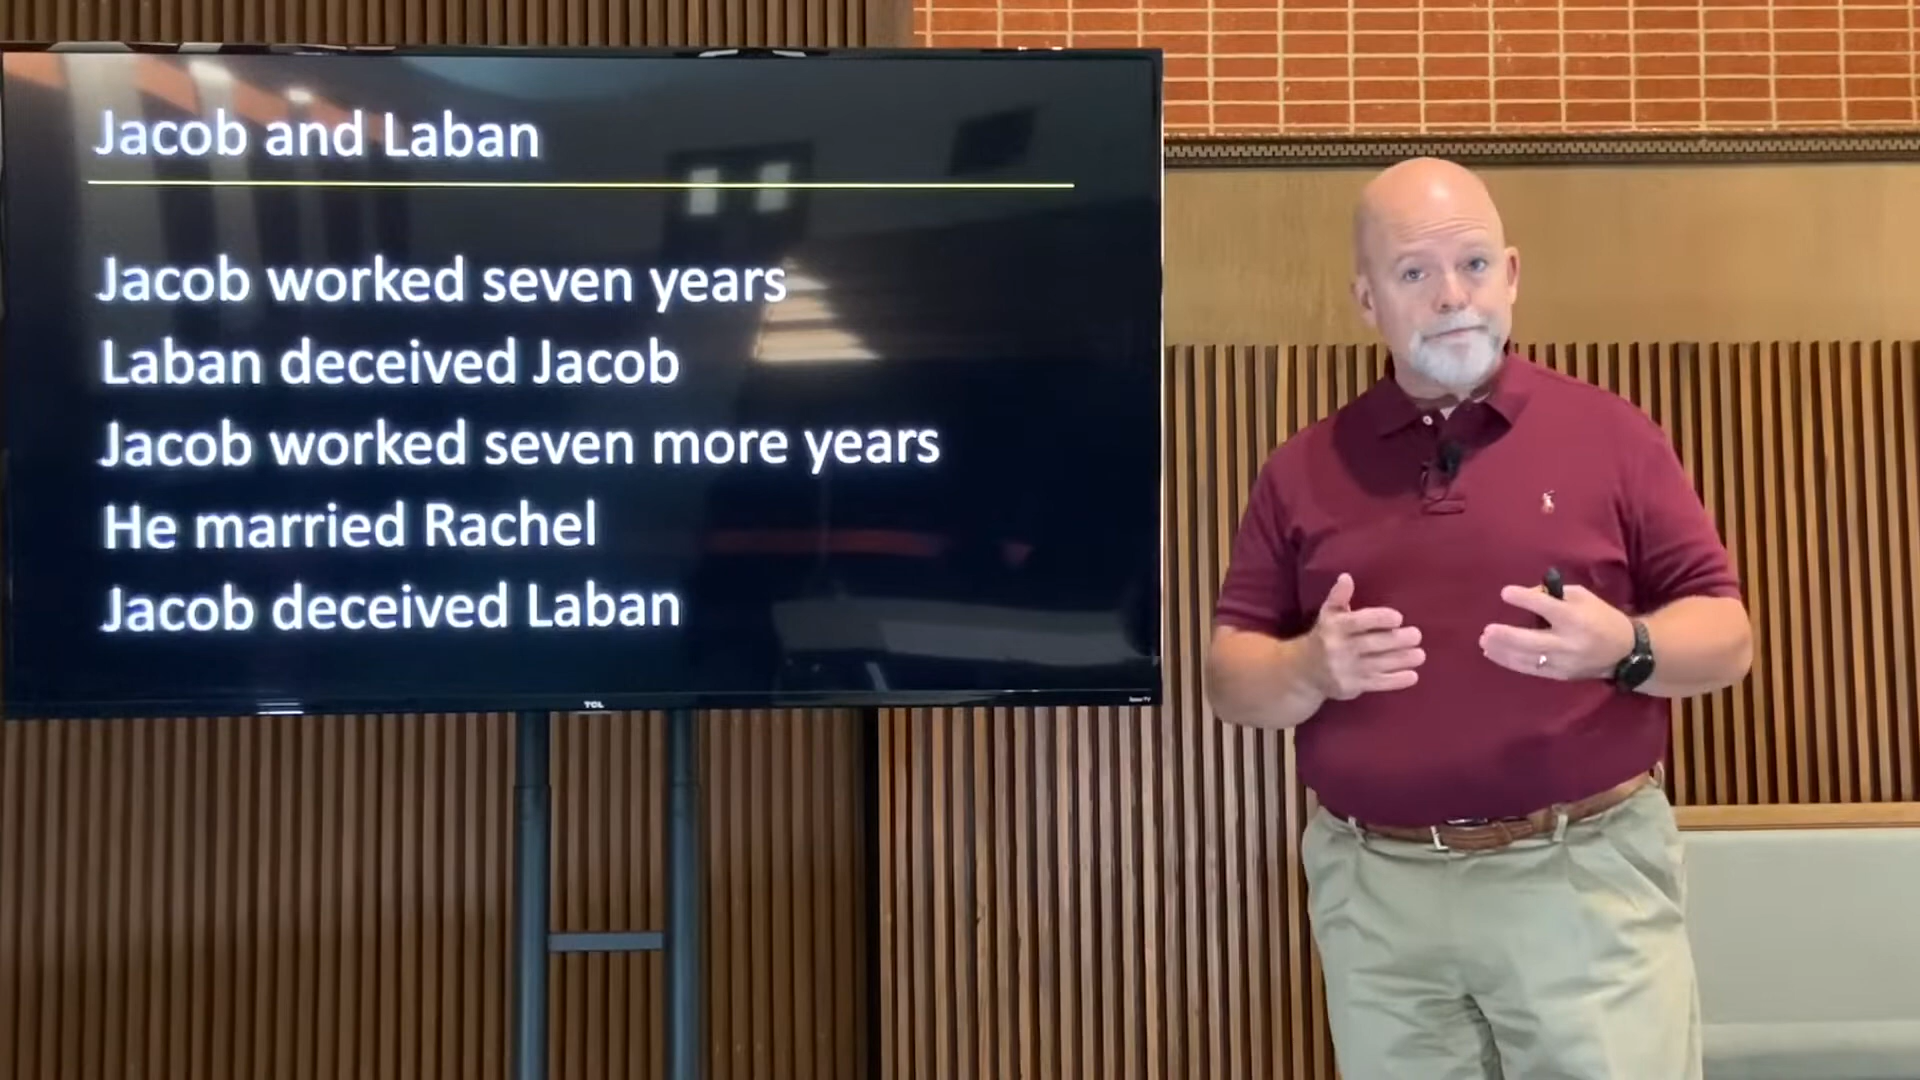 Jacob and Laban
Jacob worked seven years
Laban deceived Jacob
Jacob worked seven more years
He married Rachel
Jacob deceived Laban
TCL